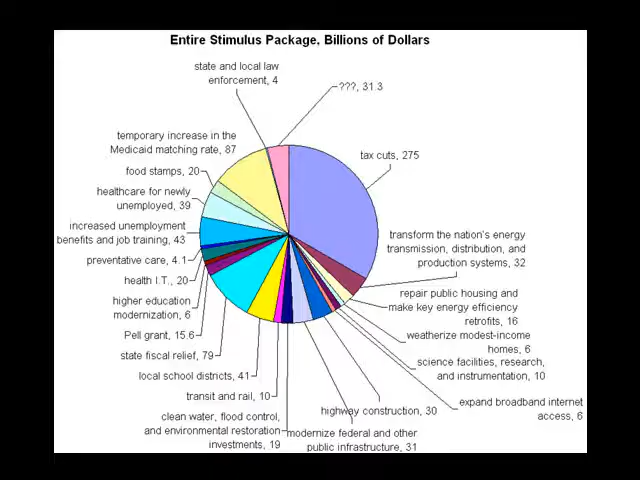 Entire Stimulus Package, Billions of Dollars
state and local law
enforcement, 4
???, 31.3
temporary increase in the
Medicaid matching rate, 87
tax cuts, 275
food stamps, 20
healthcare for newly
unemployed, 39
increased unemployment
benefits and job training, 43
transform the nation's energy
transmission, distribution, and
production systems, 32
preventative care, 4.1
health I.T., 20
repair public housing and
make key energy efficiency
retrofits, 16
higher education
modernization, 6
weatherize modest-income
homes, 6
Pell grant, 15.6
science facilities, research,
and instrumentation, 10
state fiscal relief, 79
local school districts, 41
expand broadband internet
access, 6
transit and rail, 10
highway construction, 30
clean water, flood control,
and environmental restoration
investments, 19
modernize federal and other
public infrastructure, 31